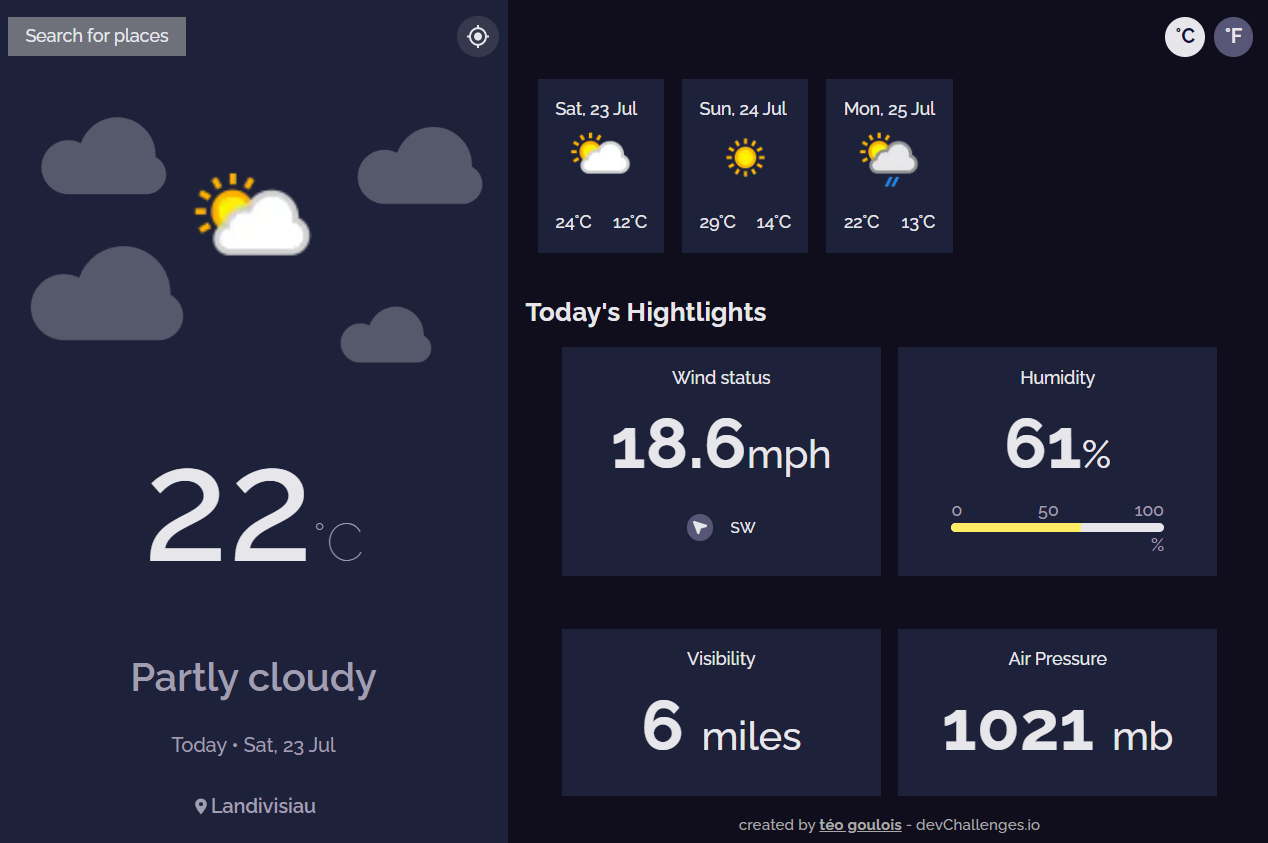 Search for places
22°C
Partly cloudy
Today • Sat, 23 Jul
Landivisiau
°C °F
Sat, 23 Jul
24°C 12°C
Sun, 24 Jul
29°C 14°C
Mon, 25 Jul
22°C 13°C
Today's Hightlights
Wind status
18.6mph
SW
Humidity
61%
0 50 100
%
Visibility
6 miles
Air Pressure
1021 mb
created by téo goulois - devChallenges.io